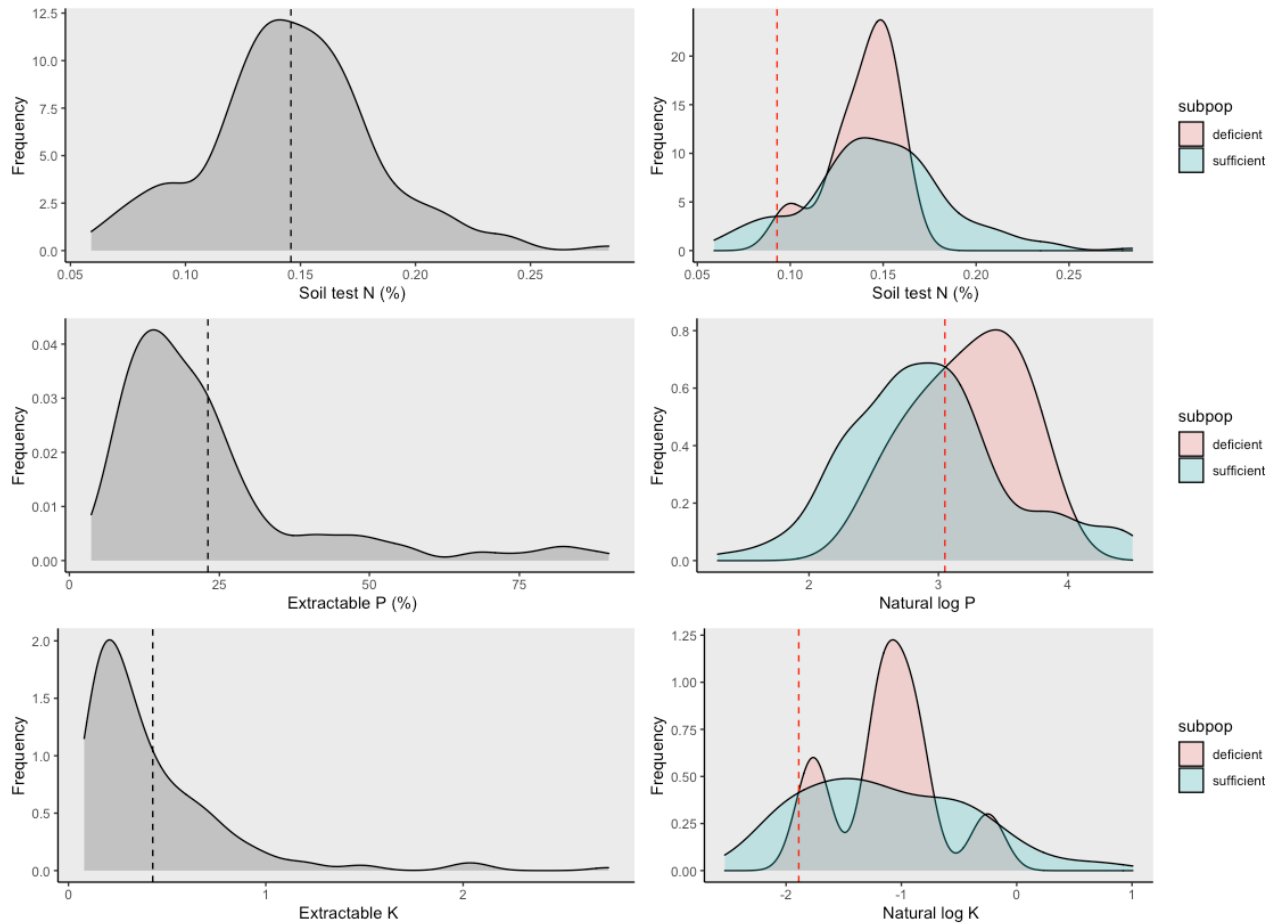 12.5
10.0
7.5
5.0
2.5
0.0
Frequency
0.05 0.10 0.15 0.20 0.25
Soil test N (%)
20
15
10
5
0
Frequency
0.05 0.10 0.15 0.20 0.25
Soil test N (%)
subpop
deficient
sufficient
0.04
0.03
0.02
0.01
0.00
Frequency
0 25 50 75
Extractable P (%)
0.8
0.6
0.4
0.2
0.0
Frequency
2 3 4
Natural log P
subpop
deficient
sufficient
2.0
1.5
1.0
0.5
0.0
Frequency
0 1 2
Extractable K
1.25
1.00
0.75
0.50
0.25
0.00
Frequency
-2 -1 0 1
Natural log K
subpop
deficient
sufficient